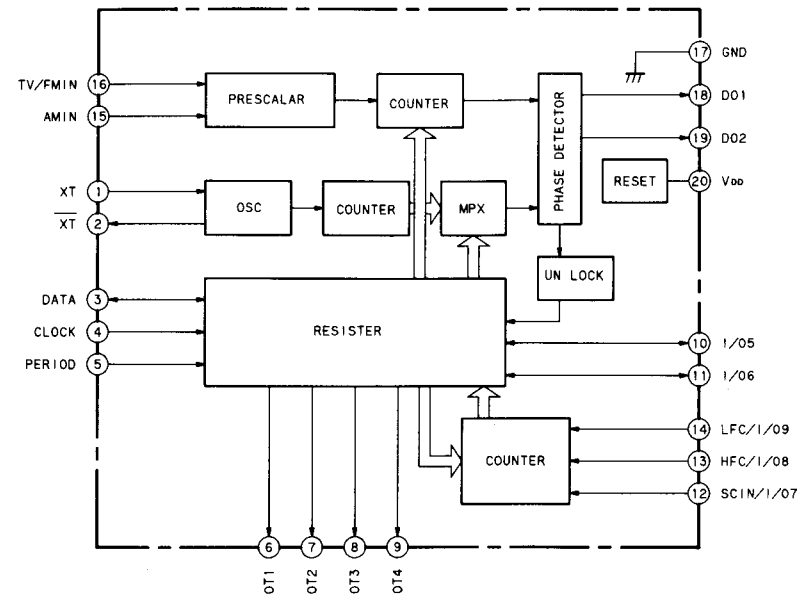 17 GND
TV/FMIN 16
PRESCALAR
COUNTER
PHASE DETECTOR
18 DO1
AMIN 15
19 DO2
XT 1
OSC
COUNTER
MPX
RESET
20 VDD
XT 2
UN LOCK
DATA 3
RESISTER
CLOCK 4
10 I/O5
PERIOD 5
11 I/O6
COUNTER
14 LFC/I/O9
13 HFC/I/O8
12 SCIN/I/O7
6 7 8 9
OT1 OT2 OT3 OT4